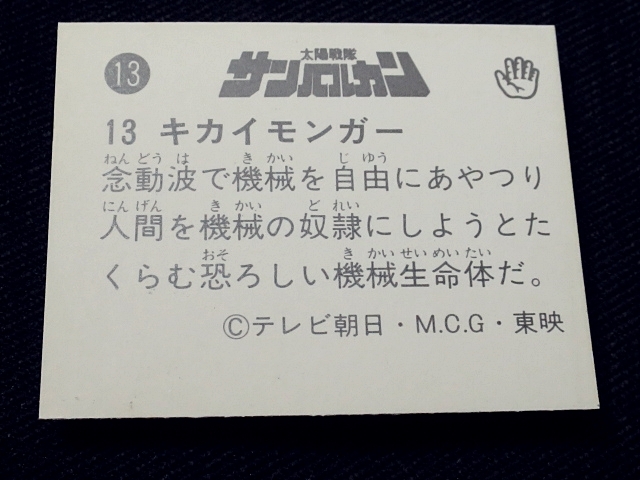 13
太陽戦隊
サンバルカン
13 キカイモンガー
ねんどう は き かい じ ゆう
念動波で機械を自由にあやつり
にんげん き かい ど れい
人間を機械の奴隷にしようとた
おそ き かいせいめいたい
くらむ恐ろしい機械生命体だ。
©テレビ朝日・M.C.G・東映